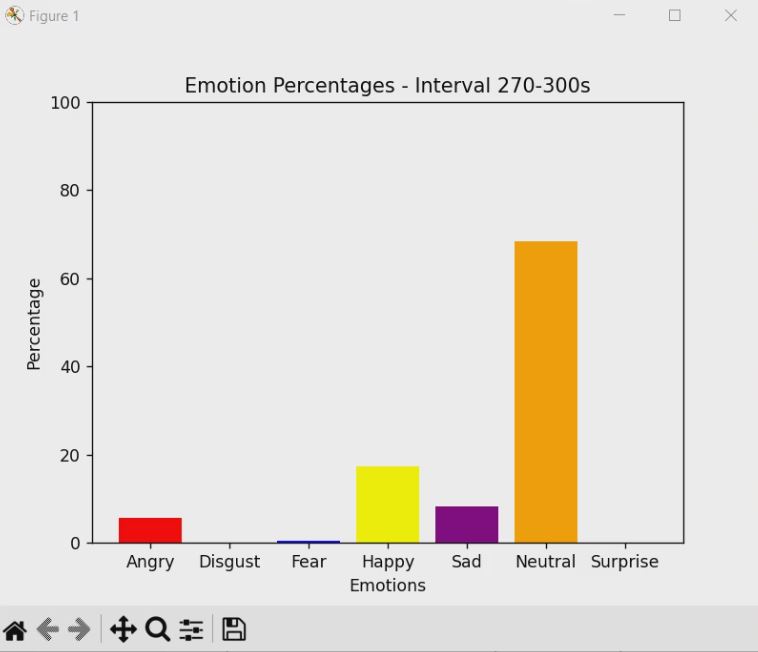 Figure 1
Emotion Percentages - Interval 270-300s
100
80
60
40
20
0
Percentage
Angry Disgust Fear Happy Sad Neutral Surprise
Emotions